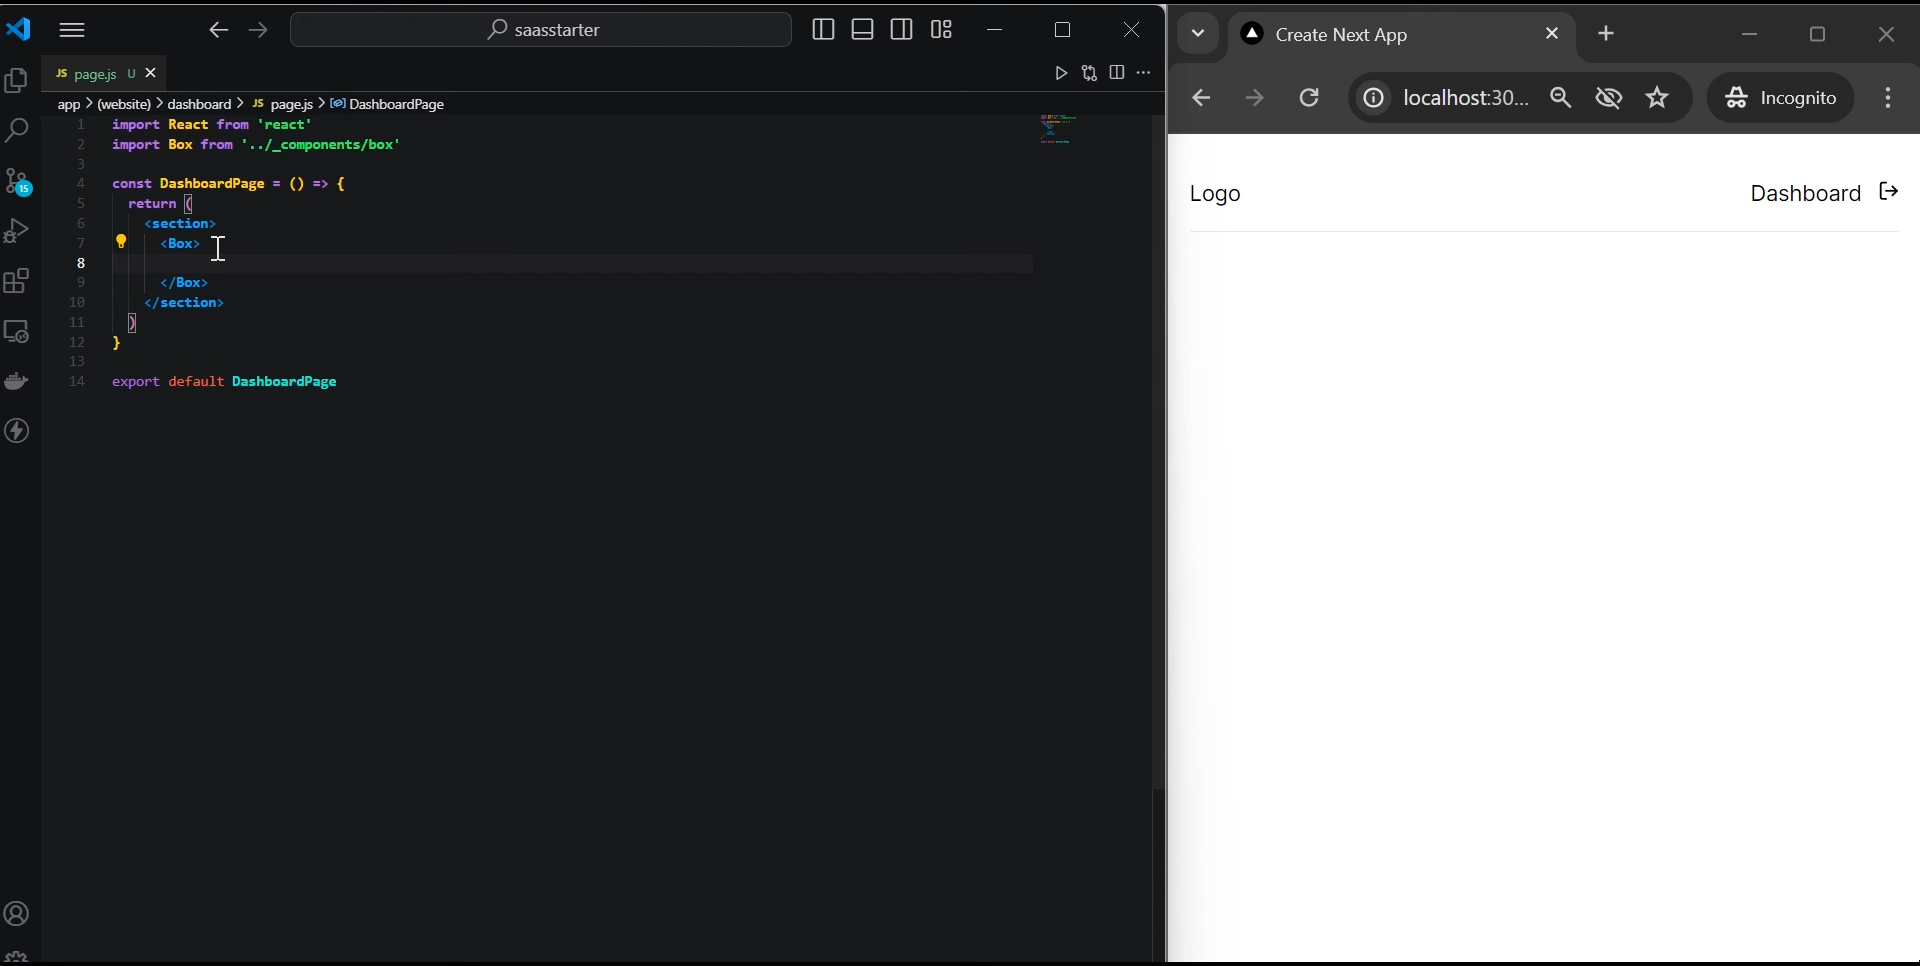 saasstarter
JS page.js U
app > (website) > dashboard > JS page.js > DashboardPage
1 import React from 'react'
2 import Box from '../_components/box'
3
4 const DashboardPage = () => {
5 return (
6 <section>
7 <Box>
8
9 </Box>
10 </section>
11 )
12 }
13
14 export default DashboardPage
15
Create Next App
localhost:30...
Incognito
Logo
Dashboard